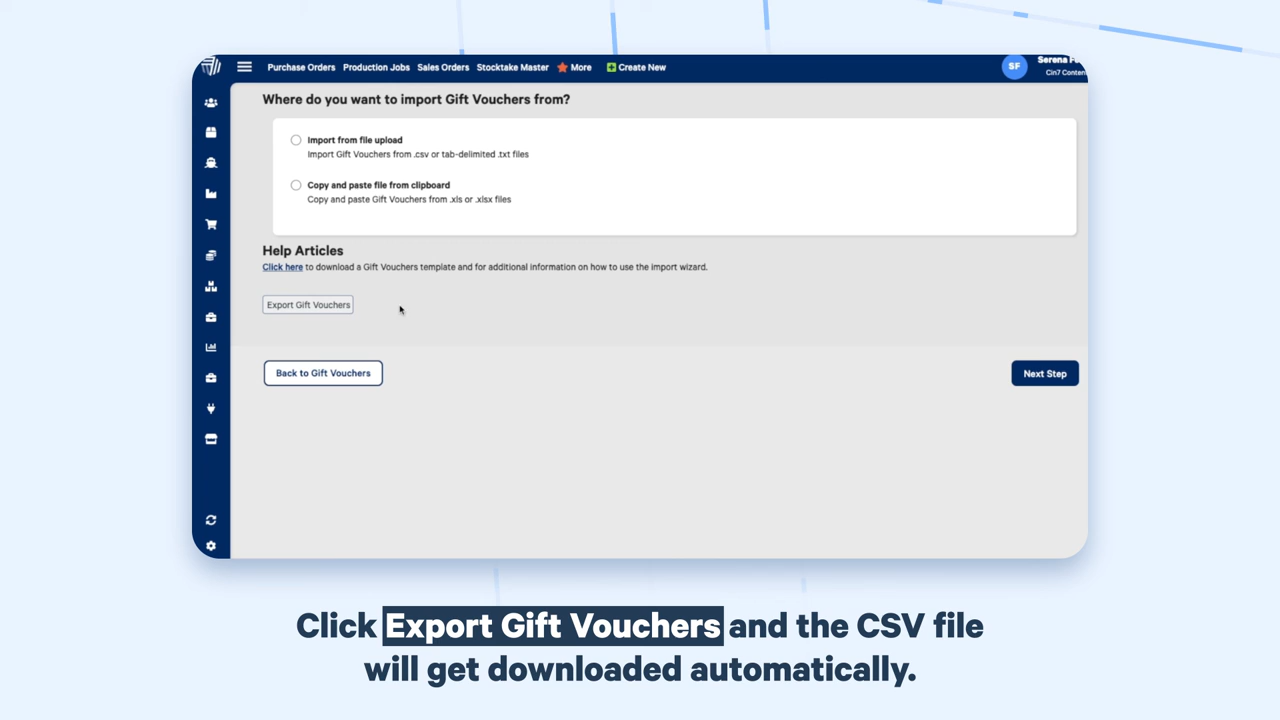 Purchase Orders Production Jobs Sales Orders Stocktake Master More Create New
SF
Serena
Cin7
Where do you want to import Gift Vouchers from?
Import from file upload
Import Gift Vouchers from .csv or tab-delimited .txt files
Copy and paste file from clipboard
Copy and paste Gift Vouchers from .xls or .xlsx files
Help Articles
Click here to download a Gift Vouchers template and for additional information on how to use the import wizard.
Export Gift Vouchers
Back to Gift Vouchers
Next Step
Click Export Gift Vouchers and the CSV file
will get downloaded automatically.